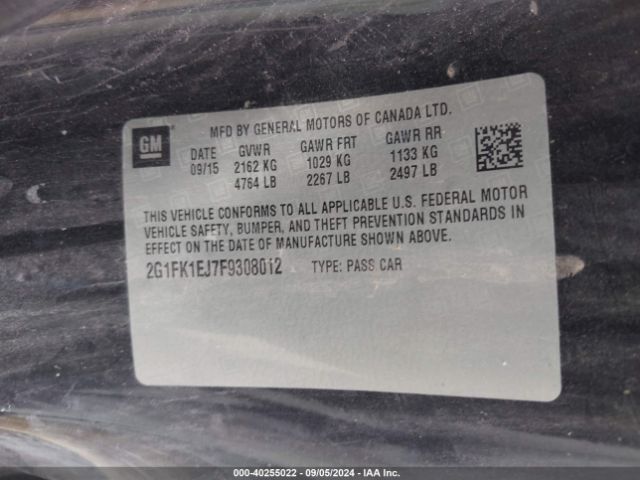 GM
MFD BY GENERAL MOTORS OF CANADA LTD.
DATE GVWR GAWR FRT GAWR RR
09/15 2162 KG 1029 KG 1133 KG
4764 LB 2267 LB 2497 LB
THIS VEHICLE CONFORMS TO ALL APPLICABLE U.S. FEDERAL MOTOR
VEHICLE SAFETY, BUMPER, AND THEFT PREVENTION STANDARDS IN
EFFECT ON THE DATE OF MANUFACTURE SHOWN ABOVE.
2G1FK1EJ7F9308012 TYPE: PASS CAR
000-40255022 - 09/05/2024 - IAA Inc.